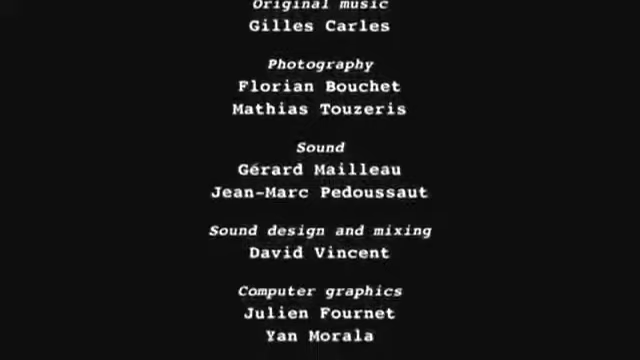 Original music
Gilles Carles
Photography
Florian Bouchet
Mathias Touzeris
Sound
Gérard Mailleau
Jean-Marc Pedoussaut
Sound design and mixing
David Vincent
Computer graphics
Julien Fournet
Yan Morala